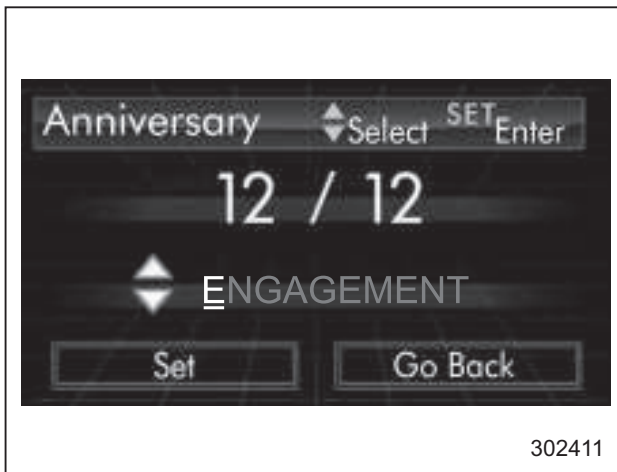 Anniversary Select SET Enter
12 / 12
ENGAGEMENT
Set Go Back
302411